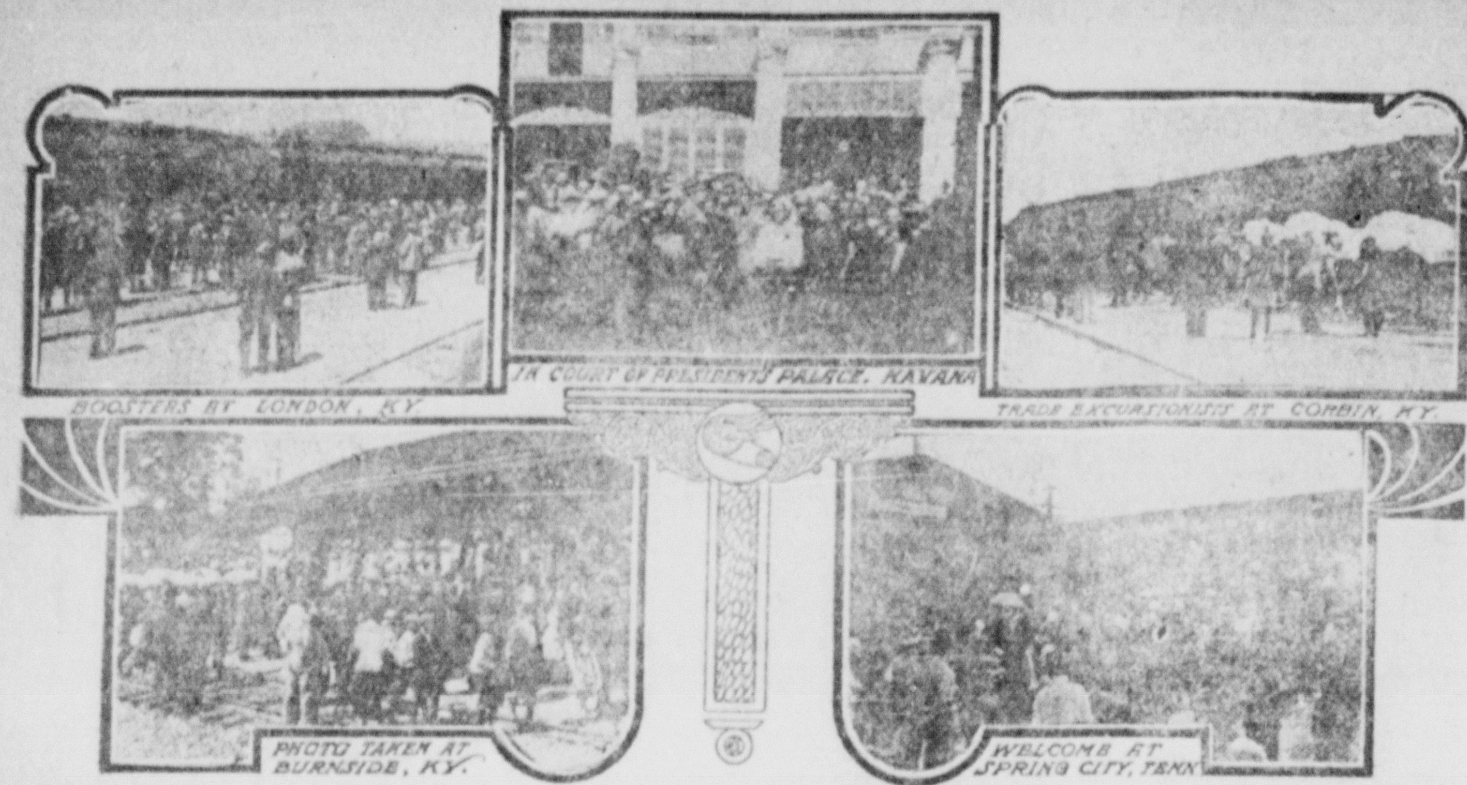 IN COURT OF PRESIDENT'S PALACE. HAVANA
BOOSTERS AT LONDON, KY.
TRADE EXCURSIONISTS AT CORBIN, KY.
PHOTO TAKEN AT
BURNSIDE, KY.
WELCOME AT
SPRING CITY, TENN